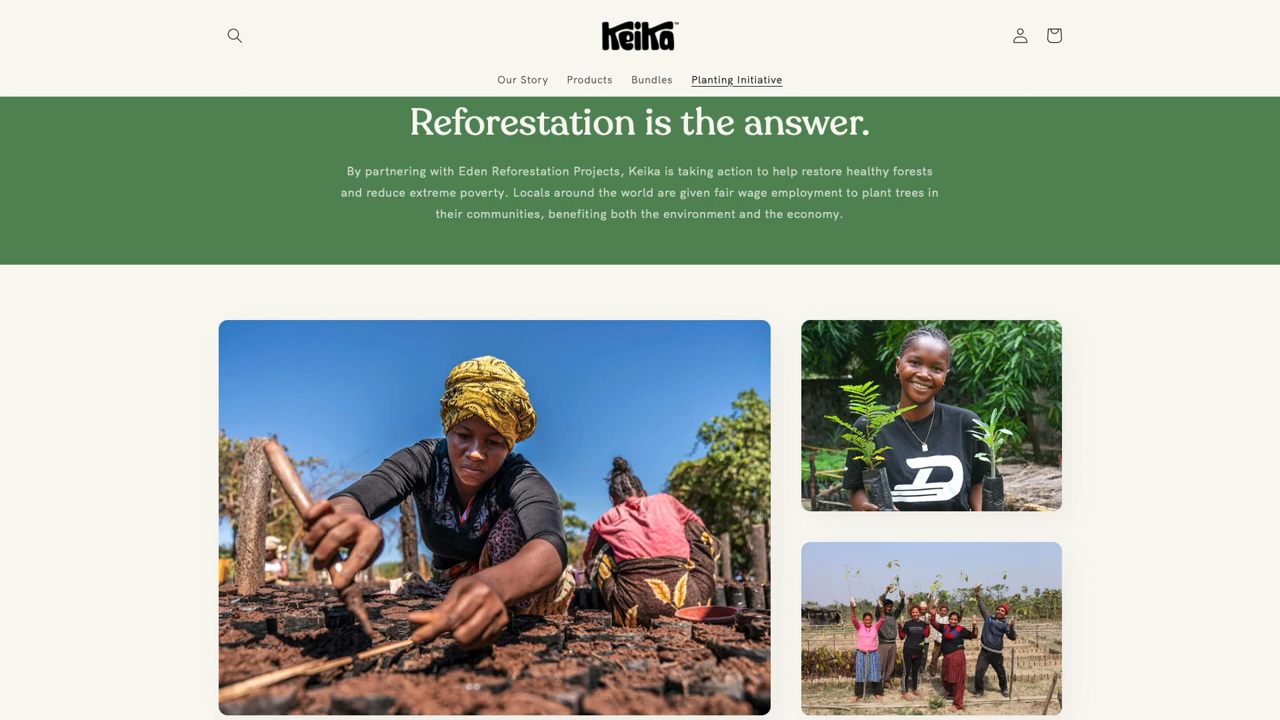 Keika™
Our Story Products Bundles Planting Initiative
Reforestation is the answer.
By partnering with Eden Reforestation Projects, Keika is taking action to help restore healthy forests
and reduce extreme poverty. Locals around the world are given fair wage employment to plant trees in
their communities, benefiting both the environment and the economy.